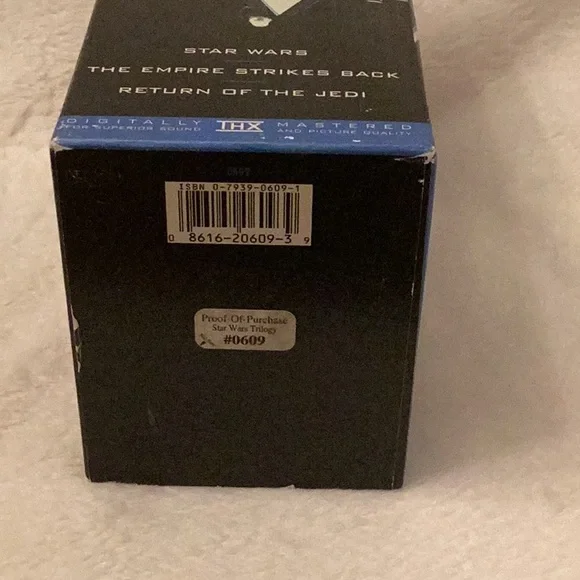 STAR WARS
THE EMPIRE STRIKES BACK
RETURN OF THE JEDI
DIGITALLY THX MASTERED
FOR SUPERIOR SOUND AND PICTURE QUALITY
ISBN 0-7939-0609-1
0 8616-20609-3 9
Proof-Of-Purchase
Star Wars Trilogy
#0609